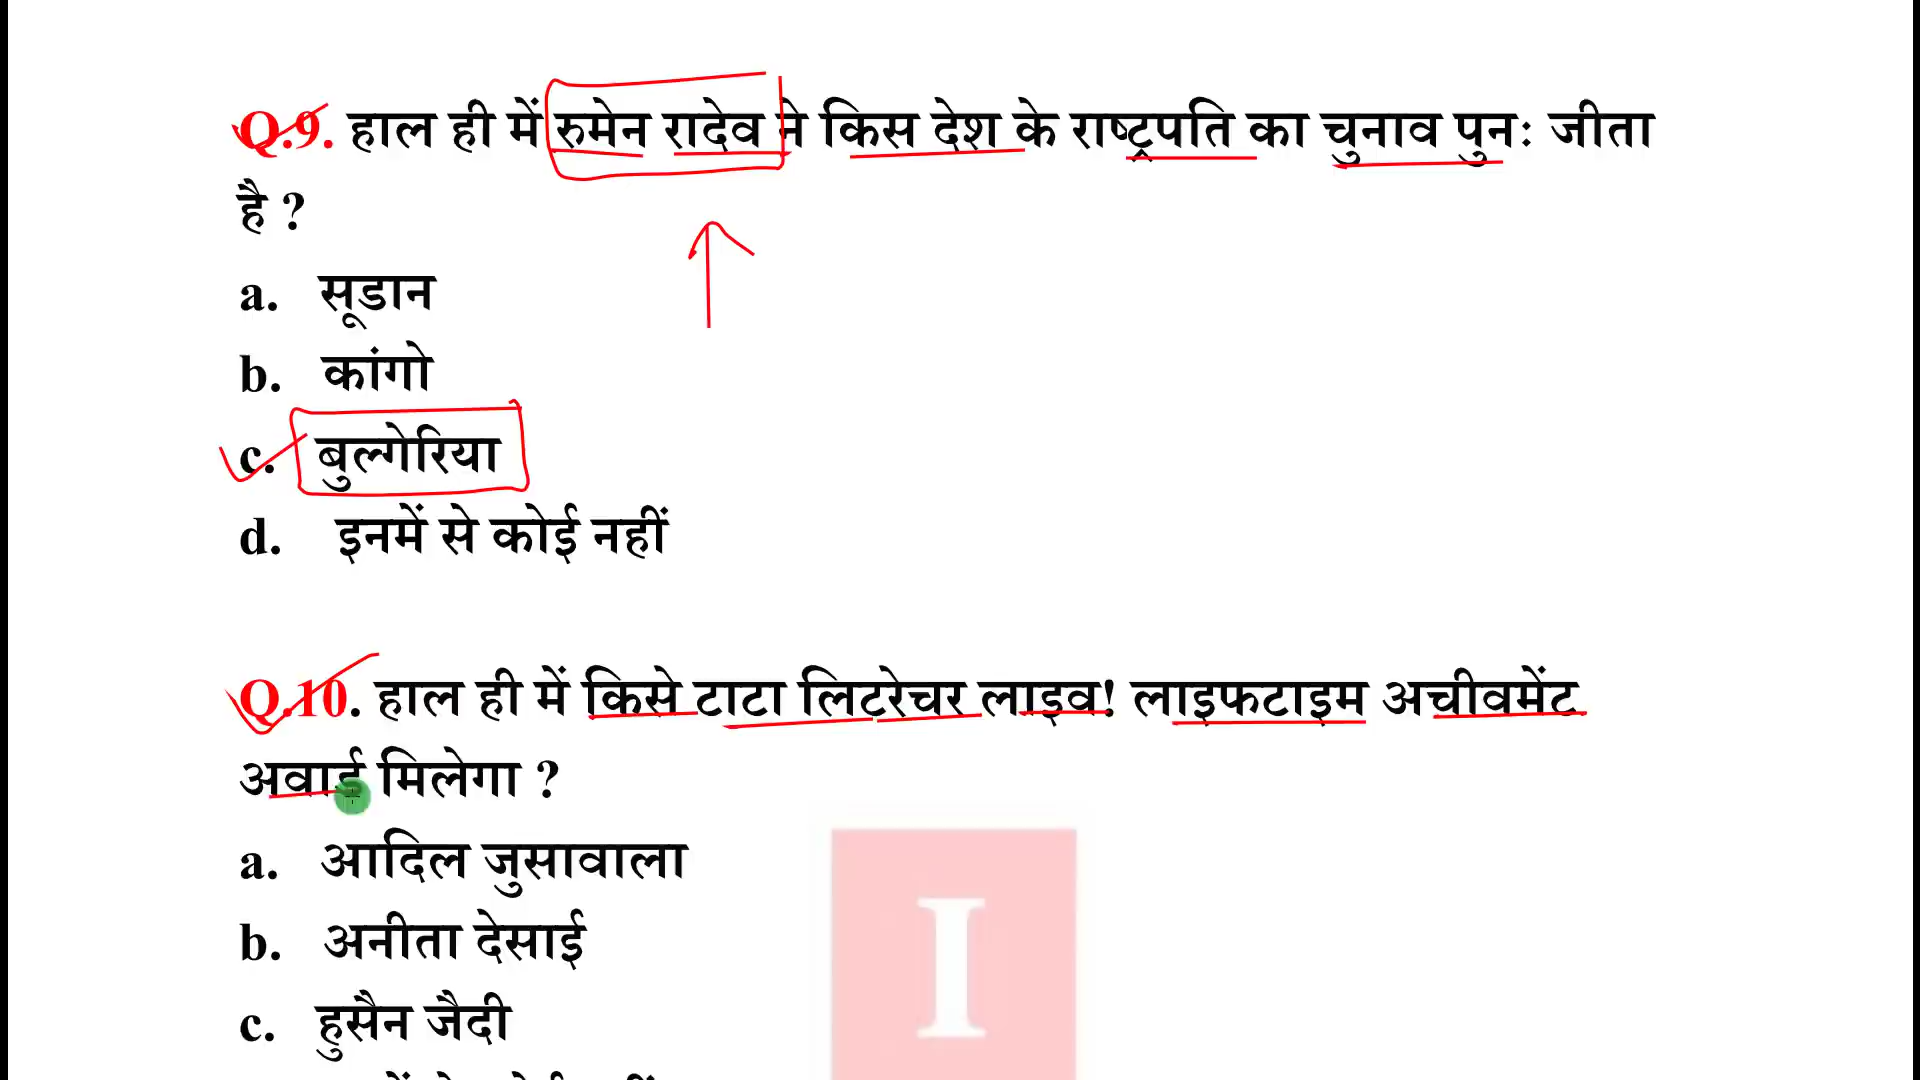 Q.9. हाल ही में रुमेन रादेव ने किस देश के राष्ट्रपति का चुनाव पुनः जीता
है ?
a. सूडान
b. कांगो
c. बुल्गेरिया
d. इनमें से कोई नहीं
Q.10. हाल ही में किसे टाटा लिटरेचर लाइव! लाइफटाइम अचीवमेंट
अवार्ड मिलेगा ?
a. आदिल जुसावाला
b. अनीता देसाई
c. हुसैन जैदी
I